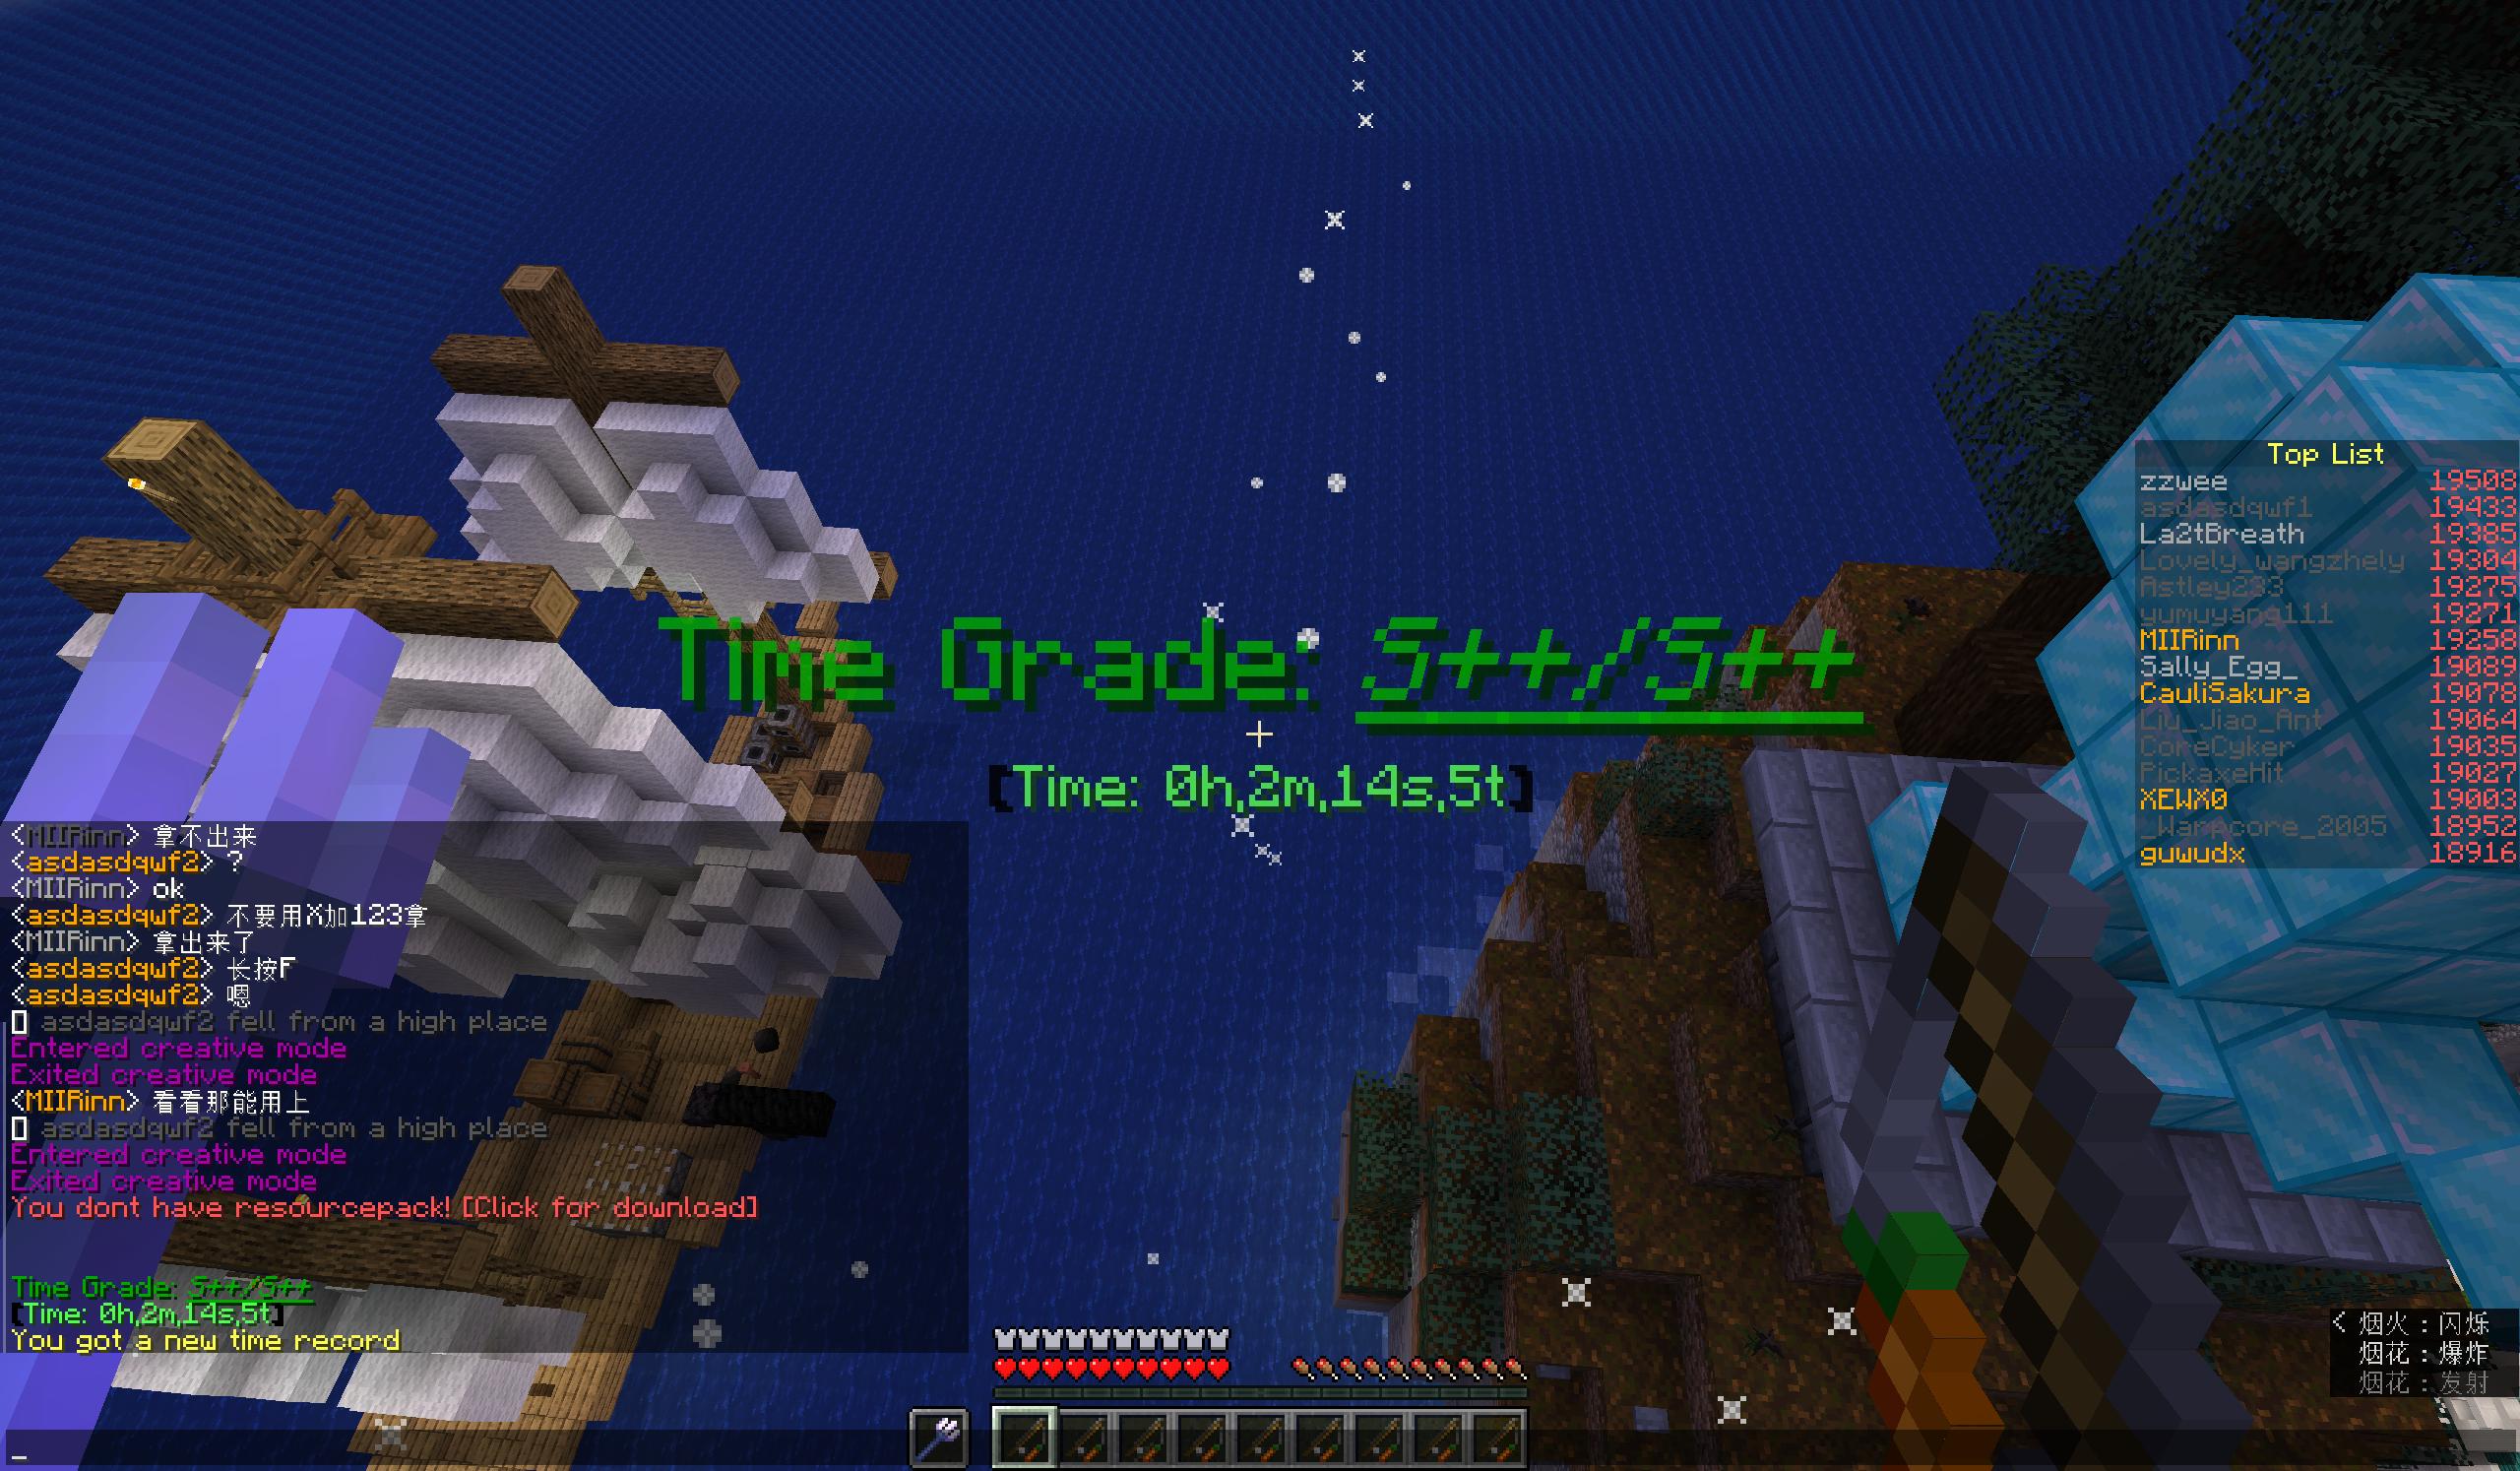 Time Grade: S++/S++
[Time: 0h,2m,14s,5t]
Top List
zzwee 19508
asdasdqwf1 19433
La2tBreath 19385
Lovely_wangzhely 19304
Astley233 19275
yumuyang111 19271
MIIRinn 19258
Sally_Egg_ 19089
CauliSakura 19078
Liu_Jiao_Ant 19064
CoreCyker 19035
PickaxeHit 19027
XEWX0 19003
_Warpcore_2005 18952
guwudx 18916
<MIIRinn> 拿不出来
<asdasdqwf2> ?
<MIIRinn> ok
<asdasdqwf2> 不要用X加123拿
<MIIRinn> 拿出来了
<asdasdqwf2> 长按F
<asdasdqwf2> 嗯
asdasdqwf2 fell from a high place
Entered creative mode
Exited creative mode
<MIIRinn> 看看那能用上
asdasdqwf2 fell from a high place
Entered creative mode
Exited creative mode
You dont have resourcepack! [Click for download]
Time Grade: S++/S++
[Time: 0h,2m,14s,5t]
You got a new time record
< 烟火：闪烁
烟花：爆炸
烟花：发射
_